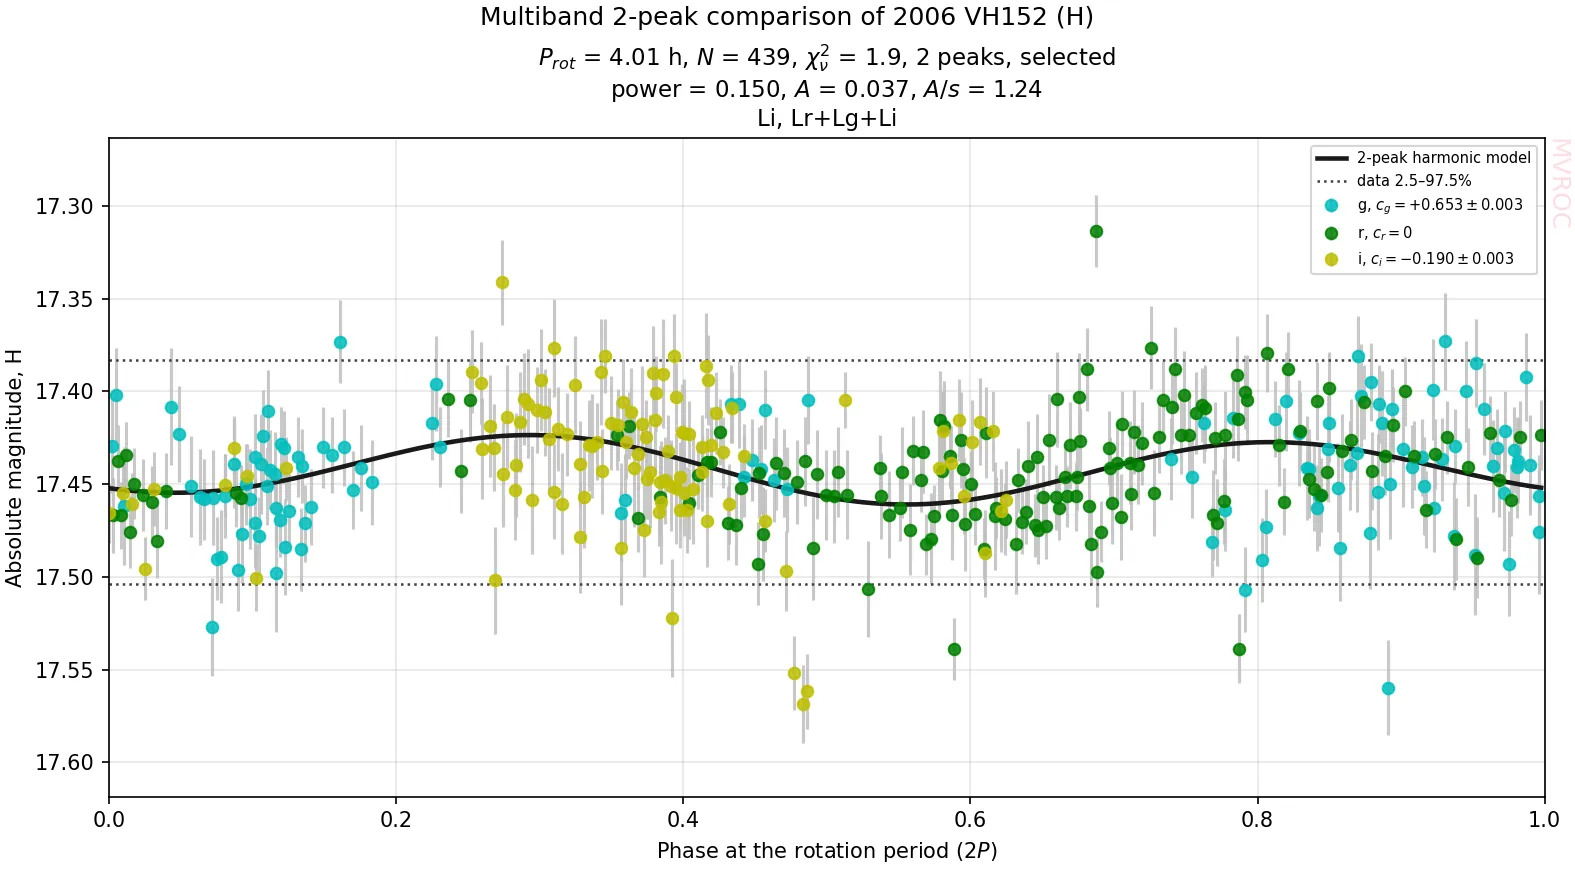 Multiband 2-peak comparison of 2006 VH152 (H)
P_rot = 4.01 h, N = 439, χ²_ν = 1.9, 2 peaks, selected
power = 0.150, A = 0.037, A/s = 1.24
Li, Lr+Lg+Li
MVROC
2-peak harmonic model
data 2.5–97.5%
g, c_g = +0.653 ± 0.003
r, c_r = 0
i, c_i = −0.190 ± 0.003
Absolute magnitude, H
17.30
17.35
17.40
17.45
17.50
17.55
17.60
0.0 0.2 0.4 0.6 0.8 1.0
Phase at the rotation period (2P)